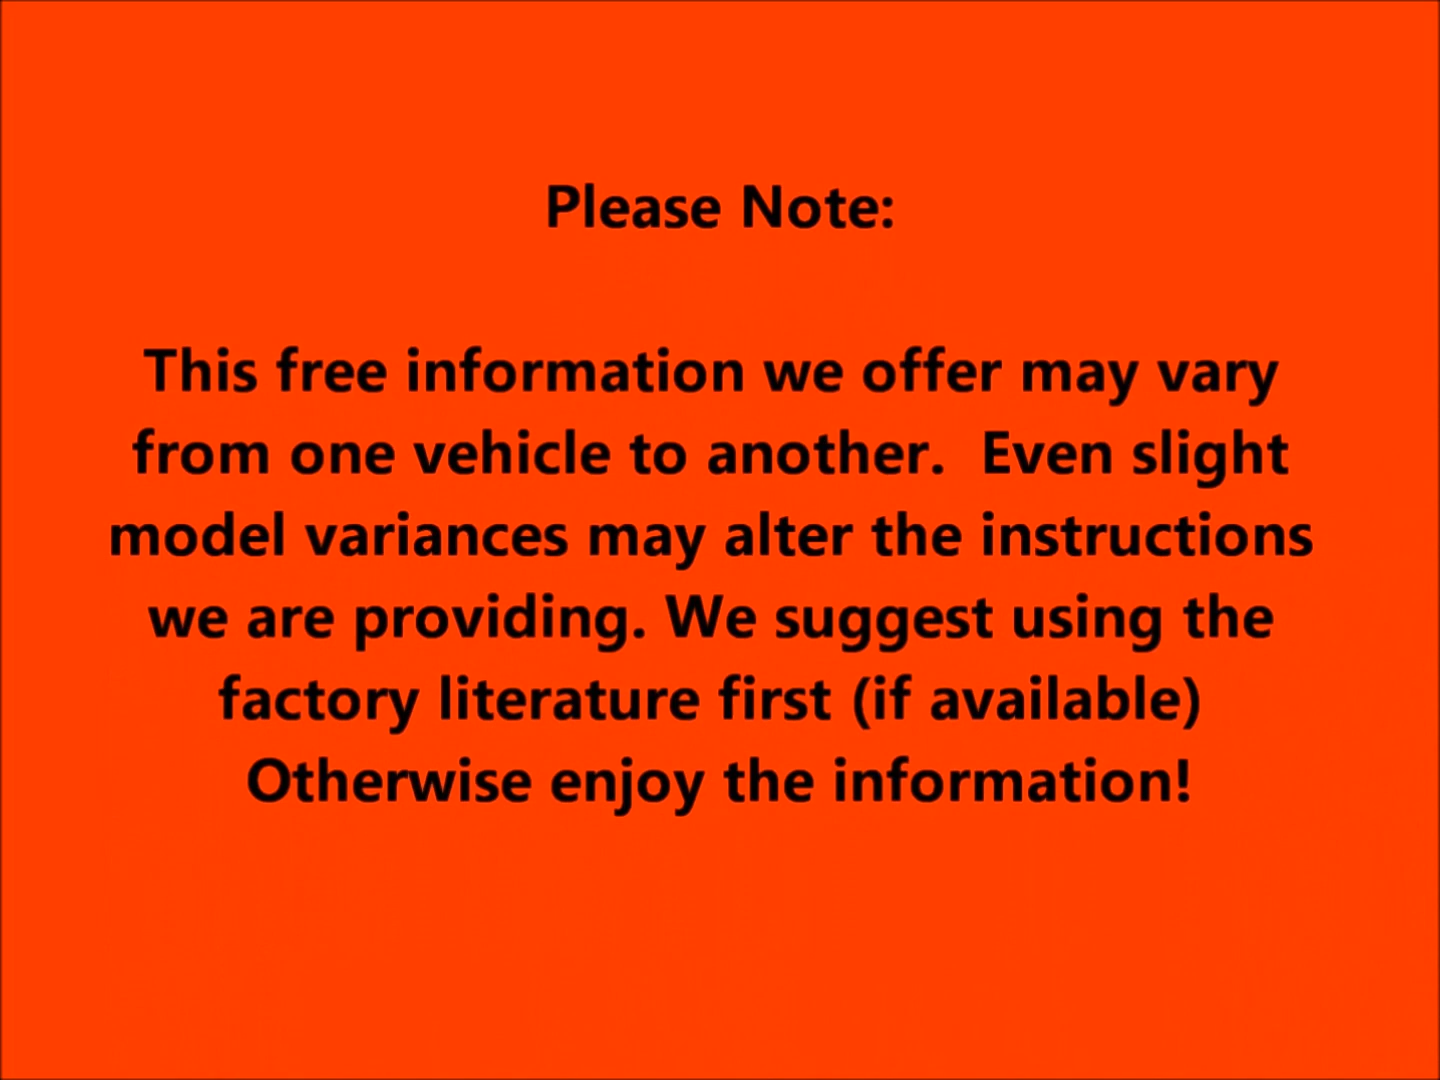 Please Note:
This free information we offer may vary
from one vehicle to another.  Even slight
model variances may alter the instructions
we are providing. We suggest using the
factory literature first (if available)
Otherwise enjoy the information!